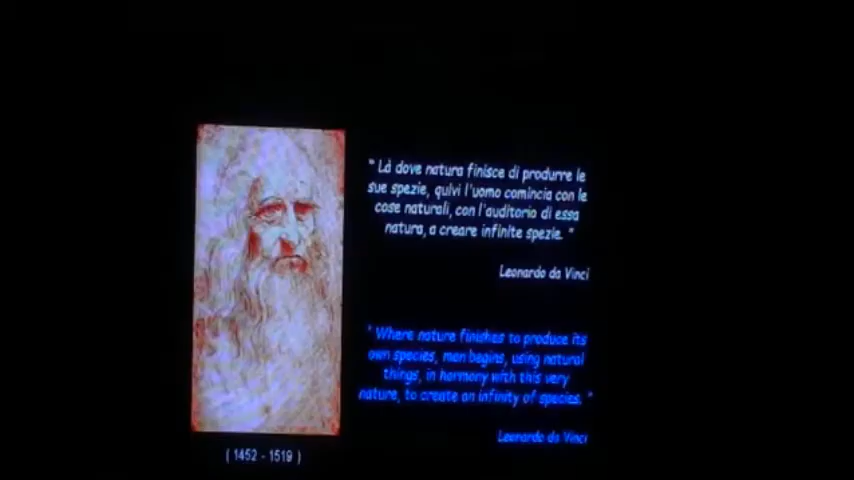 " Là dove natura finisce di produrre le
sue spezie, quivi l'uomo comincia con le
cose naturali, con l'auditorio di essa
natura, a creare infinite spezie. "
Leonardo da Vinci
" Where nature finishes to produce its
own species, man begins, using natural
things, in harmony with this very
nature, to create an infinity of species. "
Leonardo da Vinci
( 1452 - 1519 )